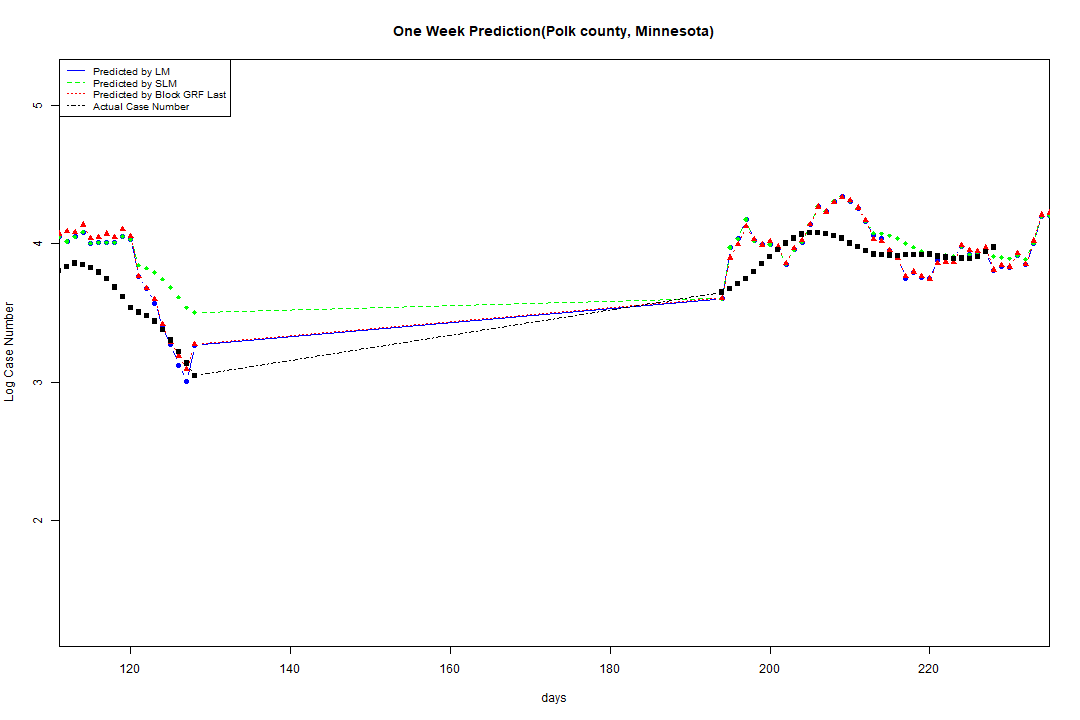 One Week Prediction(Polk county, Minnesota)
Predicted by LM
Predicted by SLM
Predicted by Block GRF Last
Actual Case Number
5
4
3
2
Log Case Number
120 140 160 180 200 220
days